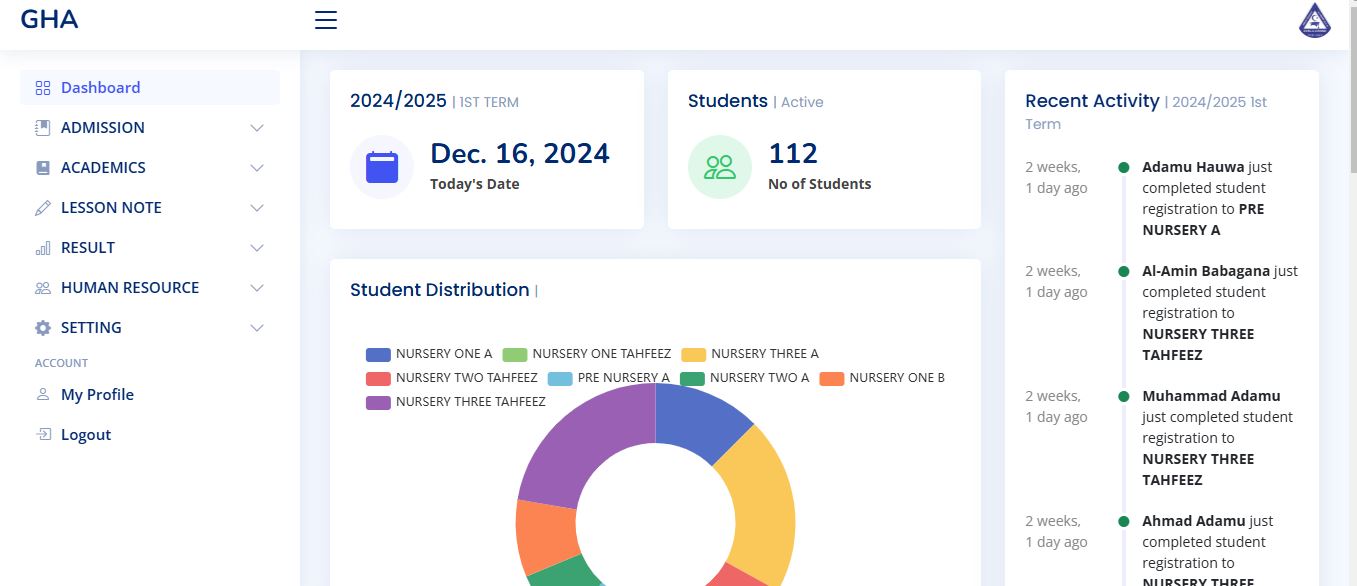 GHA
Dashboard
ADMISSION
ACADEMICS
LESSON NOTE
RESULT
HUMAN RESOURCE
SETTING
ACCOUNT
My Profile
Logout
2024/2025 | 1ST TERM
Dec. 16, 2024
Today's Date
Students | Active
112
No of Students
Student Distribution |
NURSERY ONE A NURSERY ONE TAHFEEZ NURSERY THREE A
NURSERY TWO TAHFEEZ PRE NURSERY A NURSERY TWO A NURSERY ONE B
NURSERY THREE TAHFEEZ
Recent Activity | 2024/2025 1st
Term
2 weeks,
1 day ago
Adamu Hauwa just
completed student
registration to PRE
NURSERY A
2 weeks,
1 day ago
Al-Amin Babagana just
completed student
registration to
NURSERY THREE
TAHFEEZ
2 weeks,
1 day ago
Muhammad Adamu
just completed student
registration to
NURSERY THREE
TAHFEEZ
2 weeks,
1 day ago
Ahmad Adamu just
completed student
registration to
NURSERY THREE